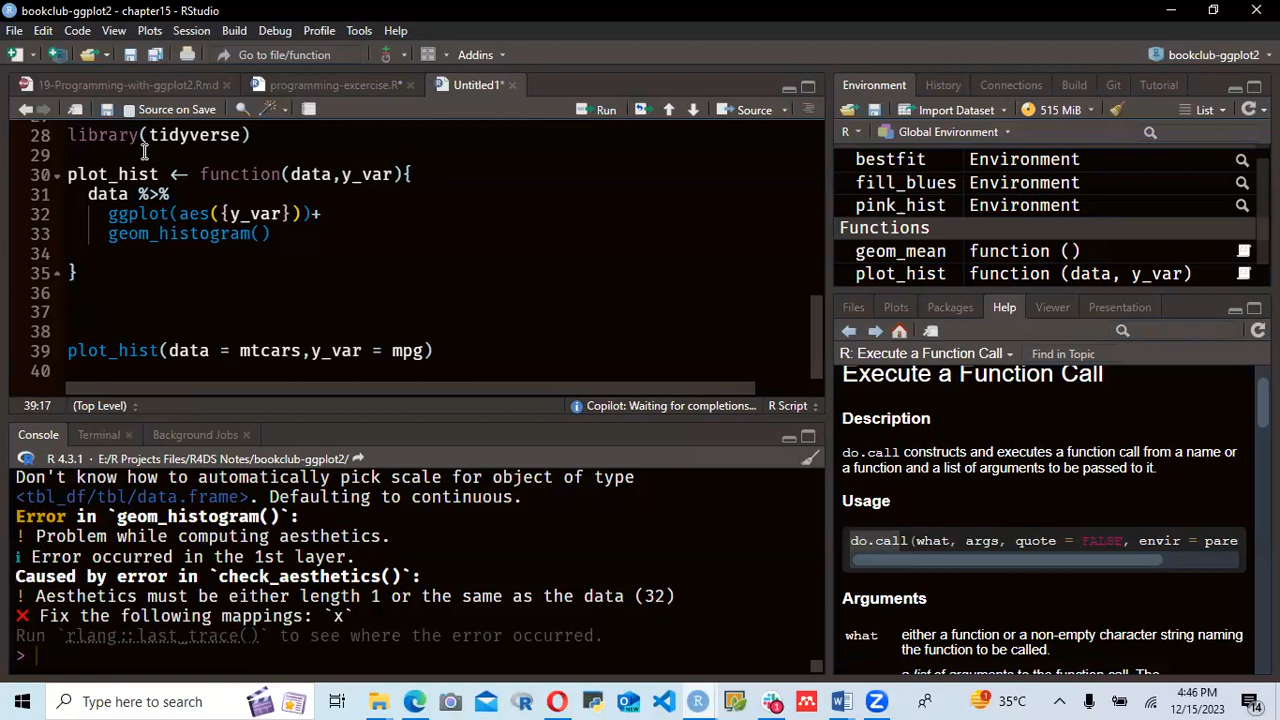 bookclub-ggplot2 - chapter15 - RStudio
File Edit Code View Plots Session Build Debug Profile Tools Help
Go to file/function Addins bookclub-ggplot2
19-Programming-with-ggplot2.Rmd programming-excercise.R* Untitled1*
Source on Save Run Source
28 library(tidyverse)
29
30 plot_hist ← function(data,y_var){
31 data %>%
32 ggplot(aes({y_var}))+
33 geom_histogram()
34
35 }
36
37
38
39 plot_hist(data = mtcars,y_var = mpg)
40
39:17 (Top Level) Copilot: Waiting for completions... R Script
Console Terminal Background Jobs
R 4.3.1 · E:/R Projects Files/R4DS Notes/bookclub-ggplot2/
Don't know how to automatically pick scale for object of type
<tbl_df/tbl/data.frame>. Defaulting to continuous.
Error in `geom_histogram()`:
! Problem while computing aesthetics.
ℹ Error occurred in the 1st layer.
Caused by error in `check_aesthetics()`:
! Aesthetics must be either length 1 or the same as the data (32)
✖ Fix the following mappings: `x`
Run `rlang::last_trace()` to see where the error occurred.
>
Environment History Connections Build Git Tutorial
Import Dataset 515 MiB List
R Global Environment
bestfit Environment
fill_blues Environment
pink_hist Environment
Functions
geom_mean function ()
plot_hist function (data, y_var)
Files Plots Packages Help Viewer Presentation
R: Execute a Function Call Find in Topic
Execute a Function Call
Description
do.call constructs and executes a function call from a name or
a function and a list of arguments to be passed to it.
Usage
do.call(what, args, quote = FALSE, envir = pare
Arguments
what either a function or a non-empty character string naming
the function to be called.
a list of arguments to the function call. The
Type here to search 35°C 4:46 PM
12/15/2023 14